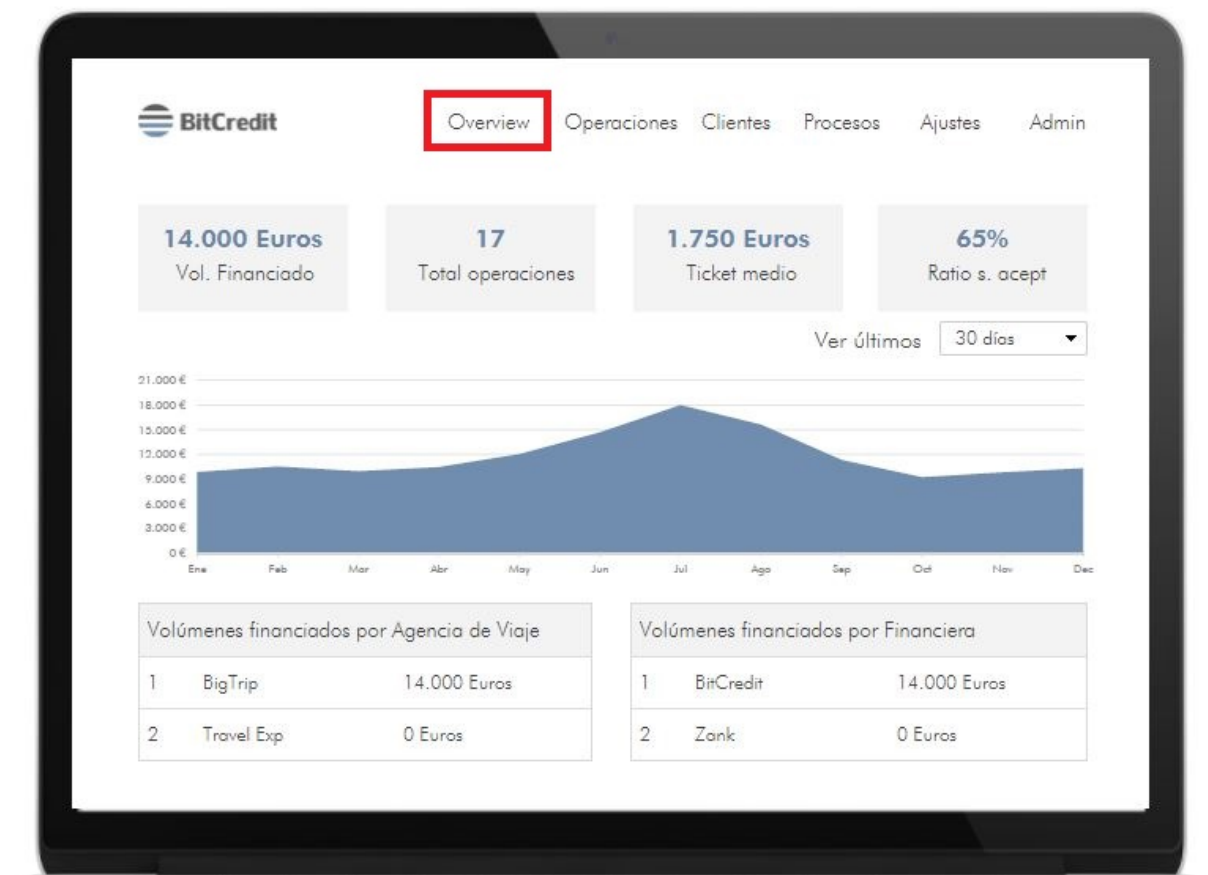 BitCredit
Overview Operaciones Clientes Procesos Ajustes Admin
14.000 Euros 17 1.750 Euros 65%
Vol. Financiado Total operaciones Ticket medio Ratio s. acept
Ver últimos 30 días
21.000 €
18.000 €
15.000 €
12.000 €
9.000 €
6.000 €
3.000 €
0 €
Ene Feb Mar Abr May Jun Jul Ago Sep Oct Nov Dec
Volúmenes financiados por Agencia de Viaje
1 BigTrip 14.000 Euros
2 Travel Exp 0 Euros
Volúmenes financiados por Financiera
1 BitCredit 14.000 Euros
2 Zank 0 Euros